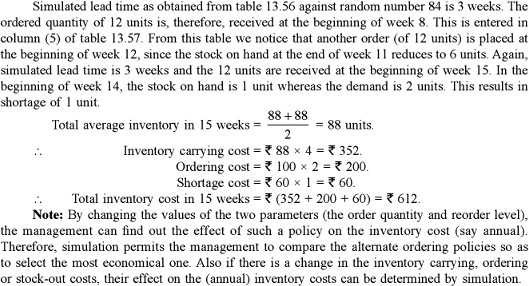 Simulated lead time as obtained from table 13.56 against random number 84 is 3 weeks. The
ordered quantity of 12 units is, therefore, received at the beginning of week 8. This is entered in
column (5) of table 13.57. From this table we notice that another order (of 12 units) is placed at
the beginning of week 12, since the stock on hand at the end of week 11 reduces to 6 units. Again,
simulated lead time is 3 weeks and the 12 units are received at the beginning of week 15. In the
beginning of week 14, the stock on hand is 1 unit whereas the demand is 2 units. This results in
shortage of 1 unit.
Total average inventory in 15 weeks = (88 + 88)/2 = 88 units.
∴ Inventory carrying cost = ₹ 88 × 4 = ₹ 352.
Ordering cost = ₹ 100 × 2 = ₹ 200.
Shortage cost = ₹ 60 × 1 = ₹ 60.
∴ Total inventory cost in 15 weeks = ₹ (352 + 200 + 60) = ₹ 612.
Note: By changing the values of the two parameters (the order quantity and reorder level),
the management can find out the effect of such a policy on the inventory cost (say annual).
Therefore, simulation permits the management to compare the alternate ordering policies so as
to select the most economical one. Also if there is a change in the inventory carrying, ordering
or stock-out costs, their effect on the (annual) inventory costs can be determined by simulation.